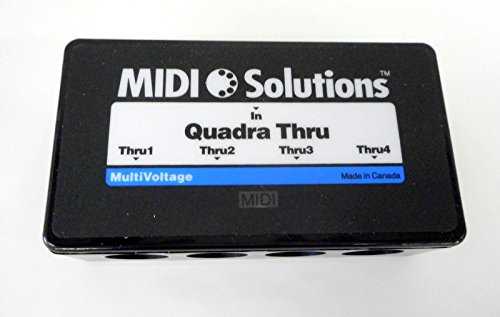 MIDI Solutions™
In
Quadra Thru
Thru1 Thru2 Thru3 Thru4
MultiVoltage Made in Canada
MIDI